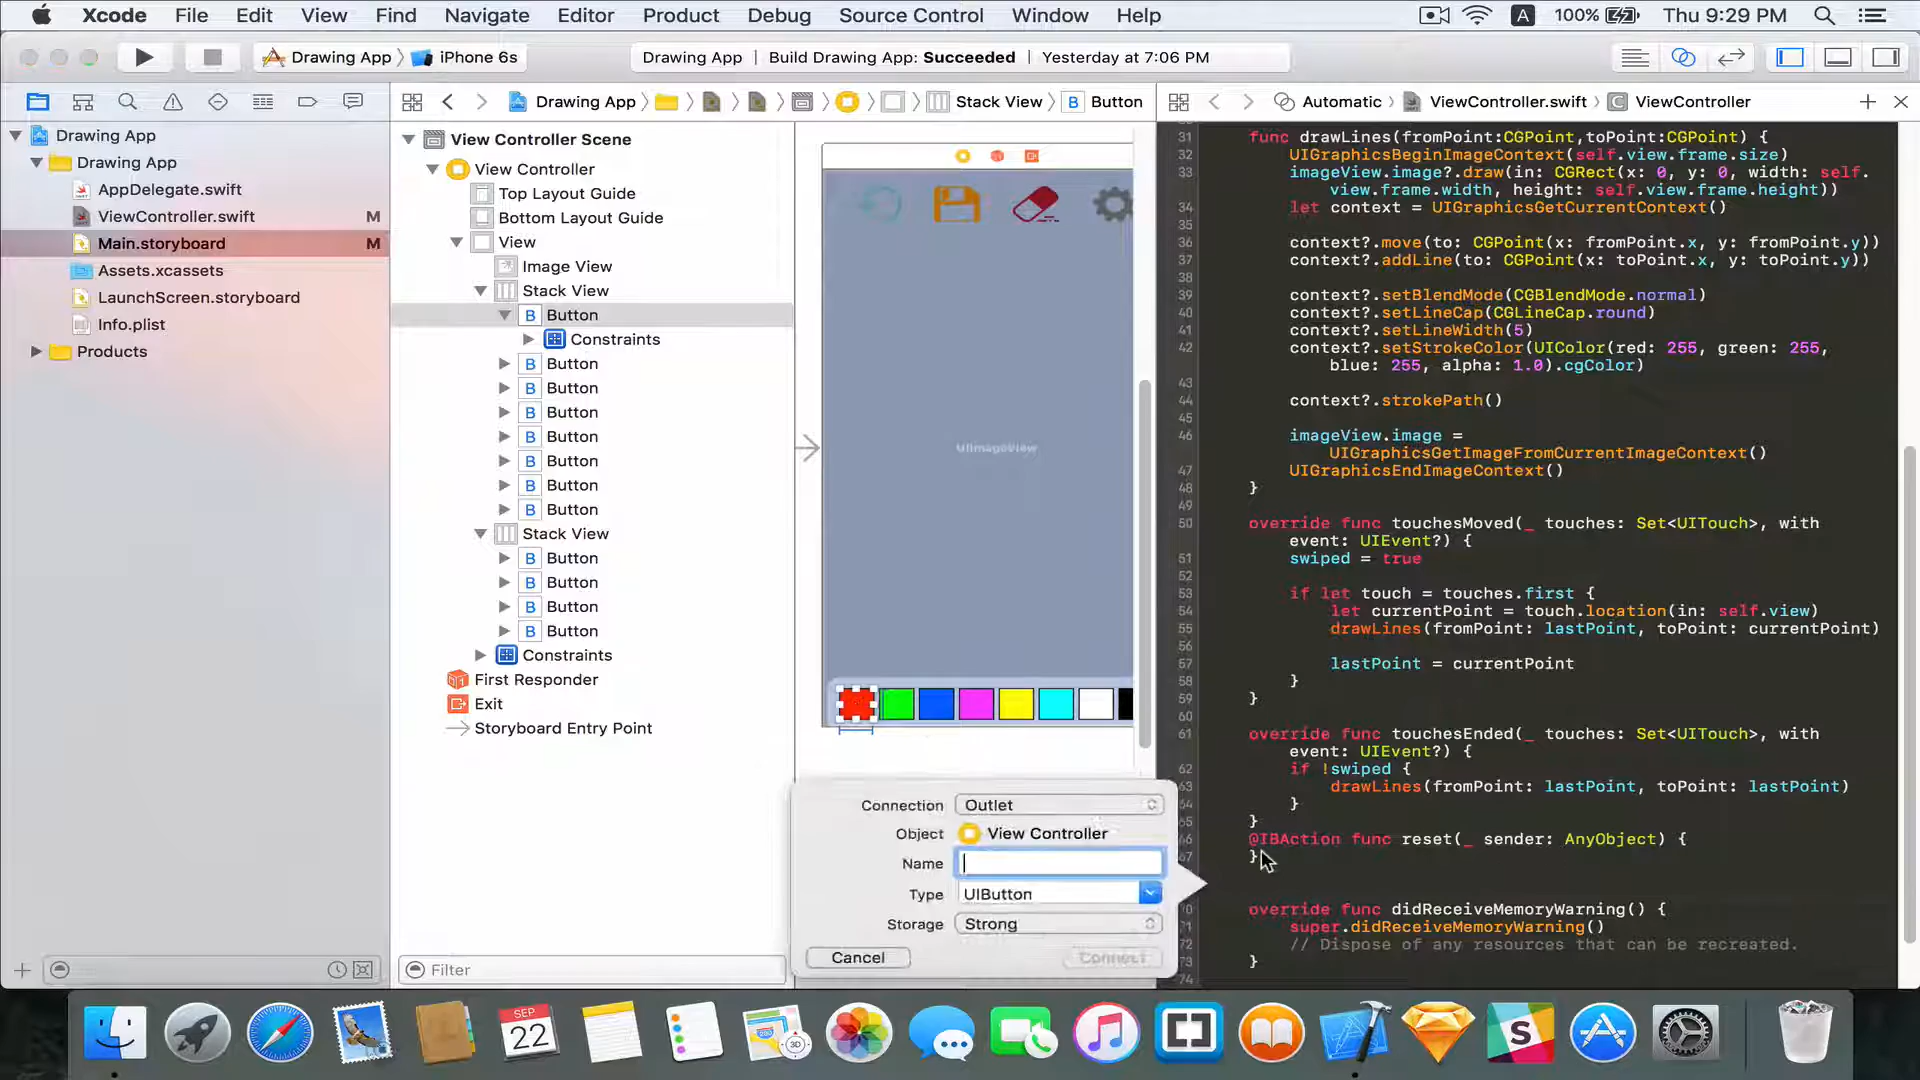 Xcode File Edit View Find Navigate Editor Product Debug Source Control Window Help A 100% Thu 9:29 PM
Drawing App iPhone 6s Drawing App | Build Drawing App: Succeeded | Yesterday at 7:06 PM
Drawing App Stack View B Button Automatic ViewController.swift C ViewController
Drawing App
Drawing App
AppDelegate.swift
ViewController.swift M
Main.storyboard M
Assets.xcassets
LaunchScreen.storyboard
Info.plist
Products
View Controller Scene
View Controller
Top Layout Guide
Bottom Layout Guide
View
Image View
Stack View
B Button
Constraints
B Button
B Button
B Button
B Button
B Button
B Button
B Button
Stack View
B Button
B Button
B Button
B Button
Constraints
First Responder
Exit
Storyboard Entry Point
Filter
UIImageView
Connection Outlet
Object View Controller
Name
Type UIButton
Storage Strong
Cancel Connect
31 func drawLines(fromPoint:CGPoint,toPoint:CGPoint) {
32 UIGraphicsBeginImageContext(self.view.frame.size)
33 imageView.image?.draw(in: CGRect(x: 0, y: 0, width: self.
view.frame.width, height: self.view.frame.height))
34 let context = UIGraphicsGetCurrentContext()
35
36 context?.move(to: CGPoint(x: fromPoint.x, y: fromPoint.y))
37 context?.addLine(to: CGPoint(x: toPoint.x, y: toPoint.y))
38
39 context?.setBlendMode(CGBlendMode.normal)
40 context?.setLineCap(CGLineCap.round)
41 context?.setLineWidth(5)
42 context?.setStrokeColor(UIColor(red: 255, green: 255,
blue: 255, alpha: 1.0).cgColor)
43
44 context?.strokePath()
45
46 imageView.image =
UIGraphicsGetImageFromCurrentImageContext()
47 UIGraphicsEndImageContext()
48 }
49
50 override func touchesMoved(_ touches: Set<UITouch>, with
event: UIEvent?) {
51 swiped = true
52
53 if let touch = touches.first {
54 let currentPoint = touch.location(in: self.view)
55 drawLines(fromPoint: lastPoint, toPoint: currentPoint)
56
57 lastPoint = currentPoint
58 }
59 }
60
61 override func touchesEnded(_ touches: Set<UITouch>, with
event: UIEvent?) {
62 if !swiped {
63 drawLines(fromPoint: lastPoint, toPoint: lastPoint)
64 }
65 }
66 @IBAction func reset(_ sender: AnyObject) {
67 }
70 override func didReceiveMemoryWarning() {
71 super.didReceiveMemoryWarning()
72 // Dispose of any resources that can be recreated.
73 }
74
SEP
22
S